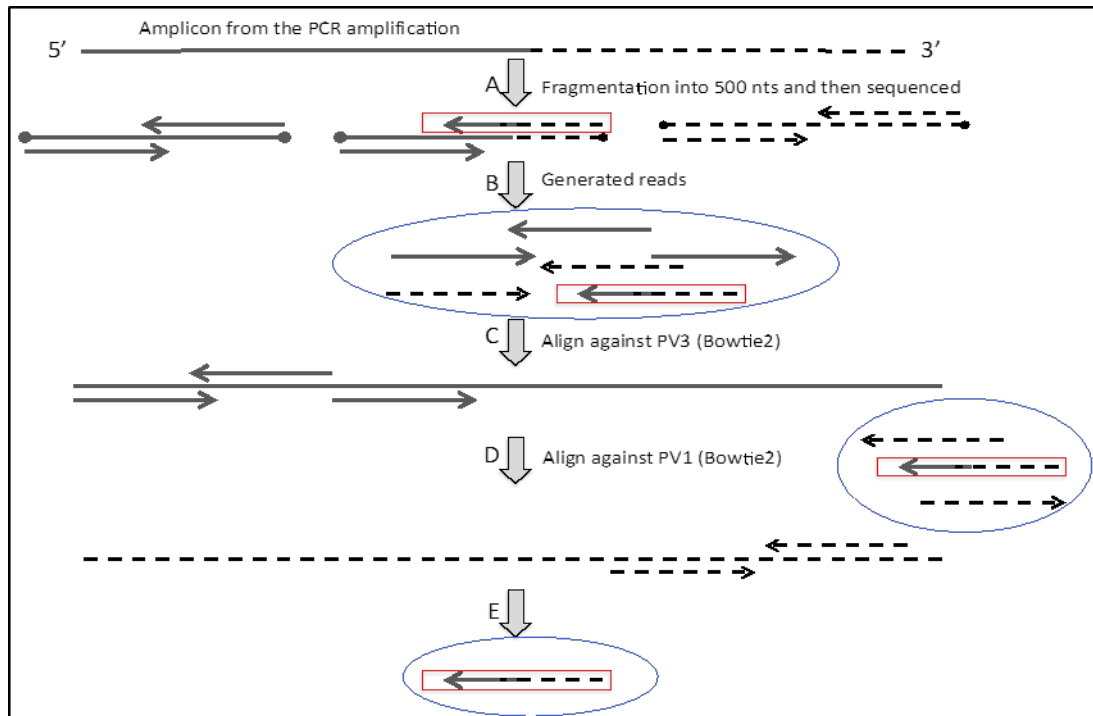 Amplicon from the PCR amplification
5’ 3’
A Fragmentation into 500 nts and then sequenced
B Generated reads
C Align against PV3 (Bowtie2)
D Align against PV1 (Bowtie2)
E